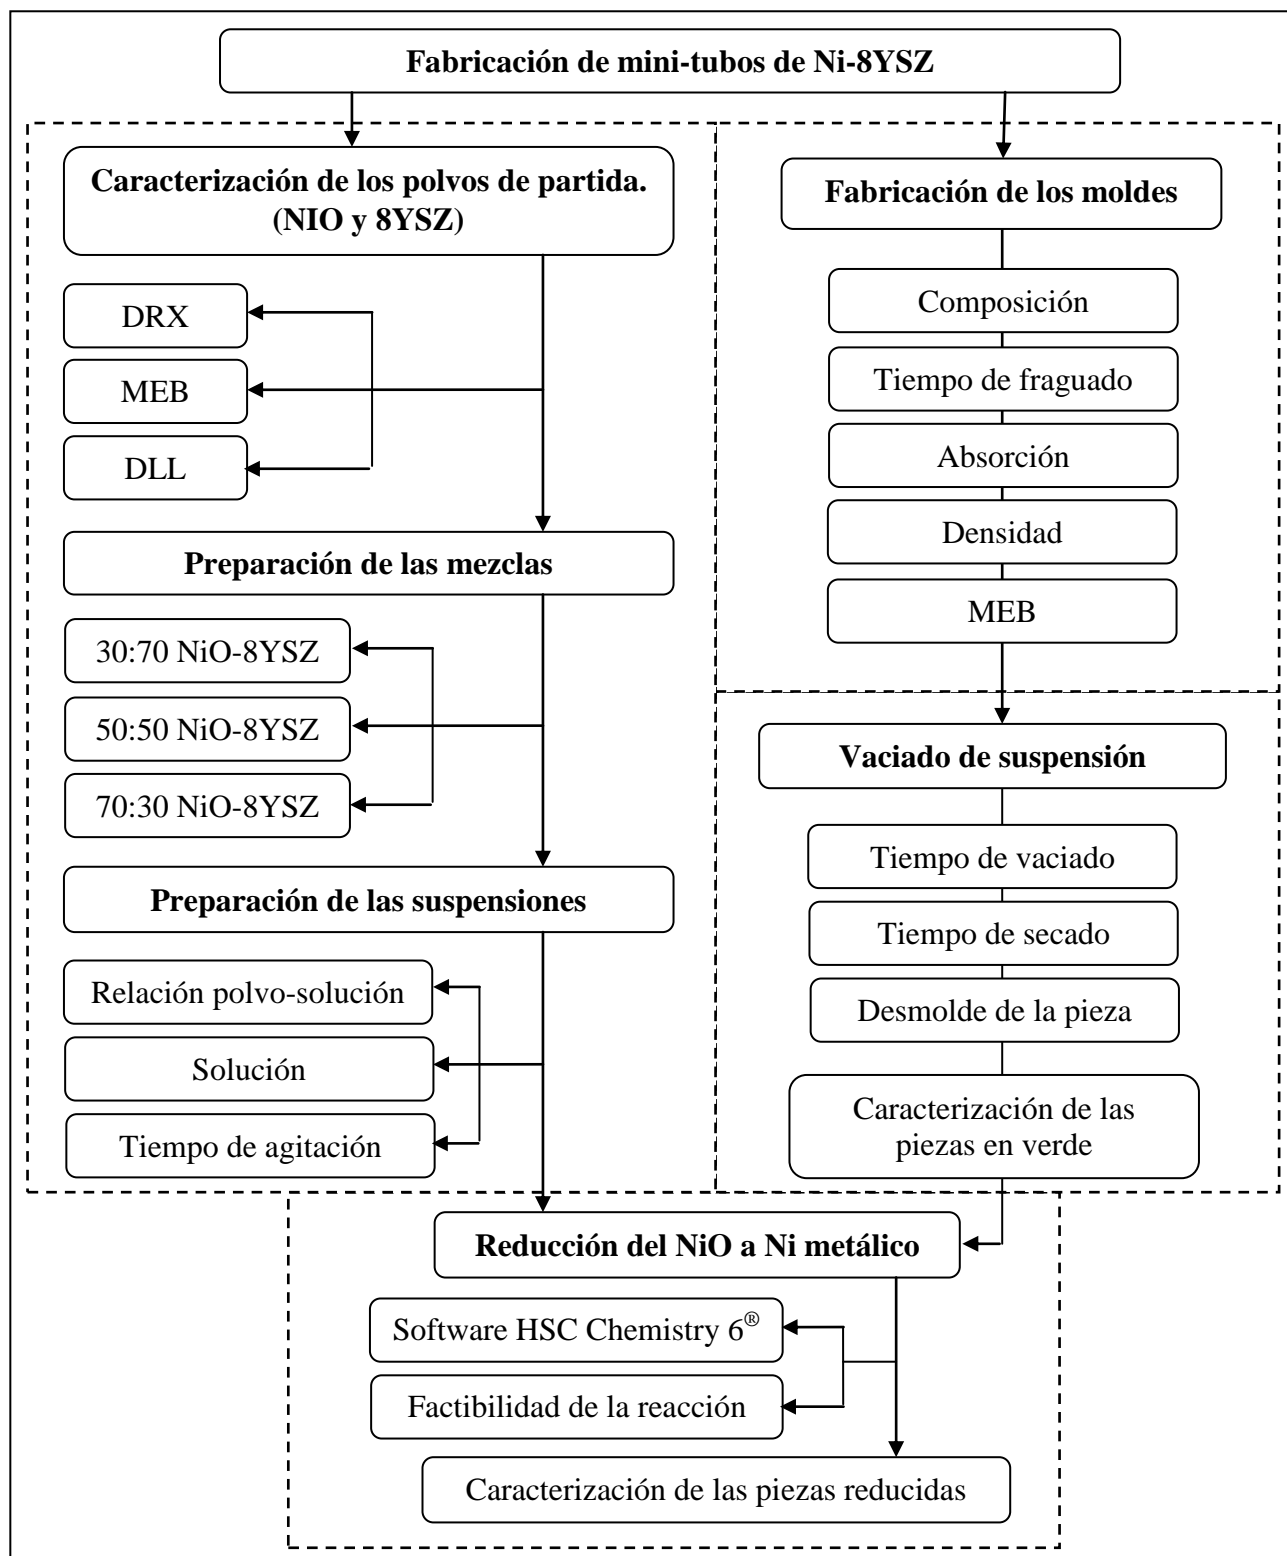 Fabricación de mini-tubos de Ni-8YSZ
Caracterización de los polvos de partida.
(NIO y 8YSZ)
DRX
MEB
DLL
Preparación de las mezclas
30:70 NiO-8YSZ
50:50 NiO-8YSZ
70:30 NiO-8YSZ
Preparación de las suspensiones
Relación polvo-solución
Solución
Tiempo de agitación
Fabricación de los moldes
Composición
Tiempo de fraguado
Absorción
Densidad
MEB
Vaciado de suspensión
Tiempo de vaciado
Tiempo de secado
Desmolde de la pieza
Caracterización de las
piezas en verde
Reducción del NiO a Ni metálico
Software HSC Chemistry 6®
Factibilidad de la reacción
Caracterización de las piezas reducidas